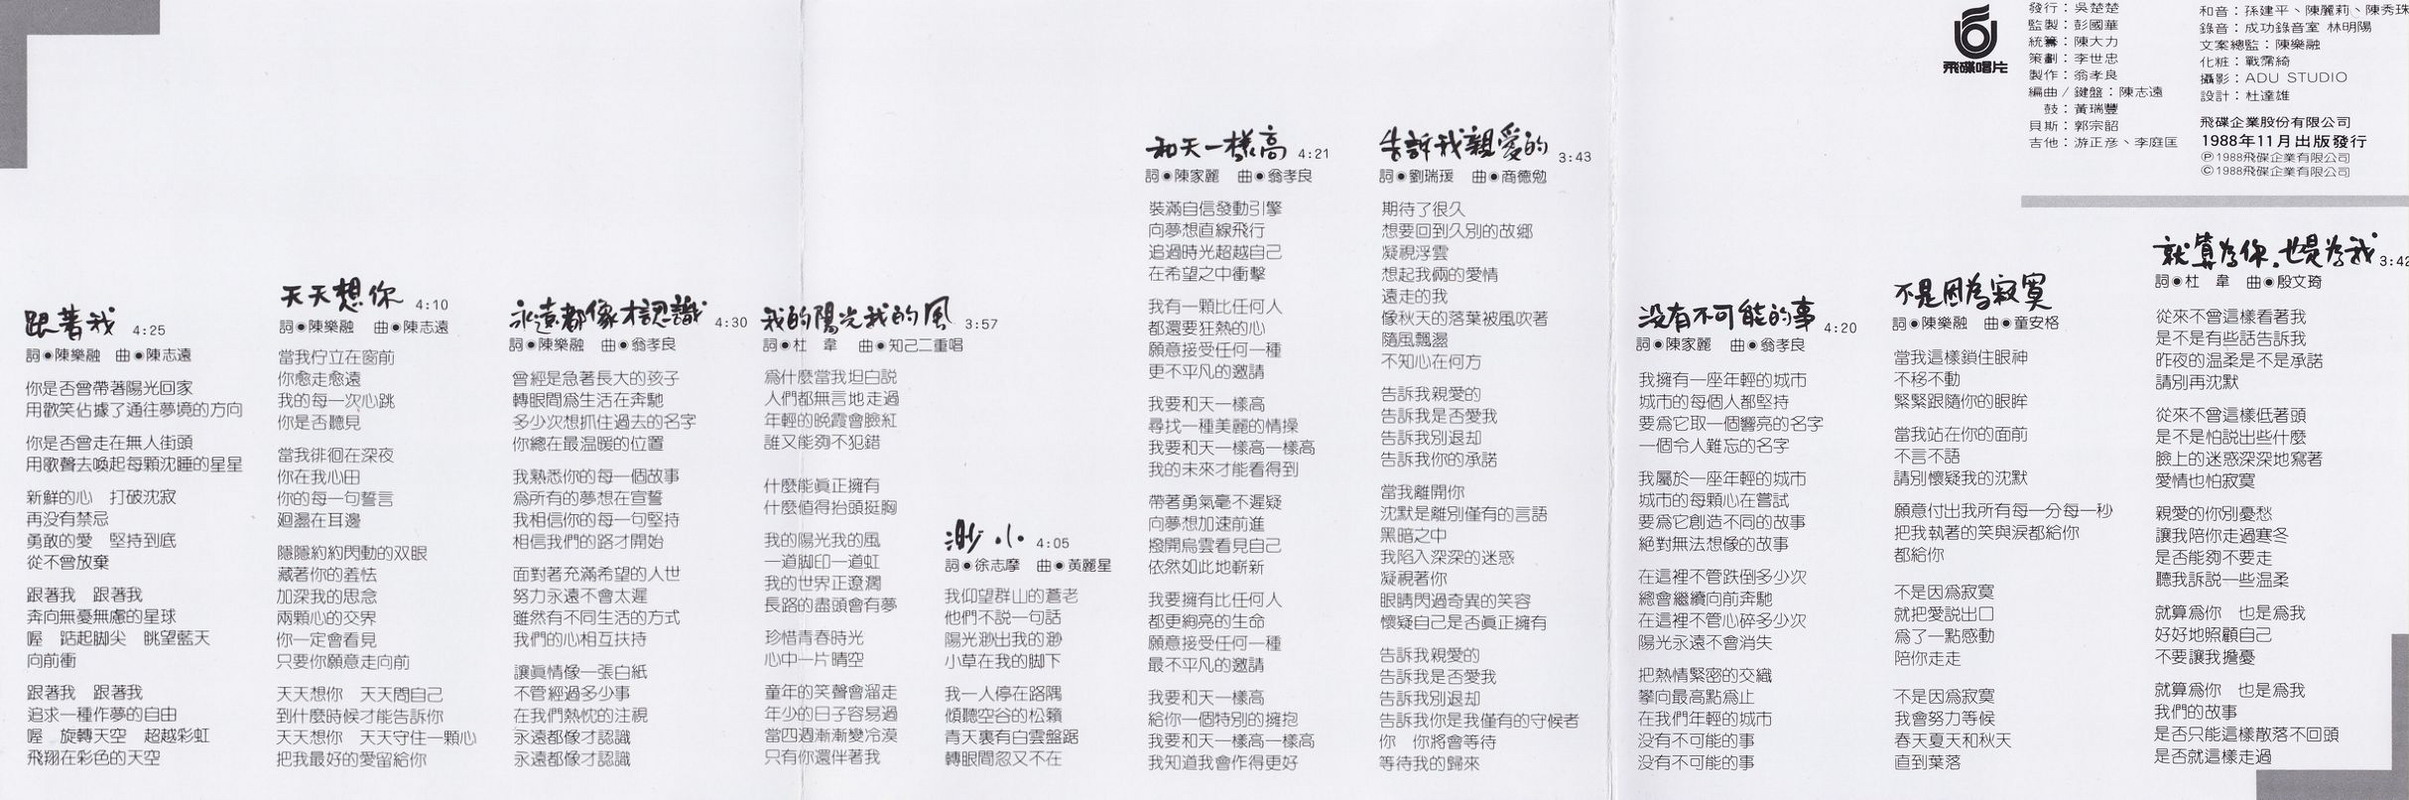 跟著我 4:25
詞●陳樂融 曲●陳志遠
你是否曾帶著陽光回家
用歡笑佔據了通往夢境的方向
你是否曾走在無人街頭
用歌聲去喚起每顆沈睡的星星
新鮮的心 打破沈寂
再沒有禁忌
勇敢的愛 堅持到底
從不曾放棄
跟著我 跟著我
奔向無憂無慮的星球
喔 踮起脚尖 眺望藍天
向前衝
跟著我 跟著我
追求一種作夢的自由
喔 旋轉天空 超越彩虹
飛翔在彩色的天空
天天想你 4:10
詞●陳樂融 曲●陳志遠
當我佇立在窗前
你愈走愈遠
我的每一次心跳
你是否聽見
當我徘徊在深夜
你在我心田
你的每一句誓言
廻盪在耳邊
隱隱約約閃動的双眼
藏著你的羞怯
加深我的思念
兩顆心的交界
你一定會看見
只要你願意走向前
天天想你 天天問自己
到什麼時候才能告訴你
天天想你 天天守住一顆心
把我最好的愛留給你
永遠都像才認識 4:30
詞●陳樂融 曲●翁孝良
曾經是急著長大的孩子
轉眼間爲生活在奔馳
多少次想抓住過去的名字
你總在最温暖的位置
我熟悉你的每一個故事
爲所有的夢想在宣誓
我相信你的每一句堅持
相信我們的路才開始
面對著充滿希望的人世
努力永遠不會太遲
雖然有不同生活的方式
我們的心相互扶持
讓眞情像一張白紙
不管經過多少事
在我們熱忱的注視
永遠都像才認識
永遠都像才認識
我的陽光我的風 3:57
詞●杜 韋 曲●知己二重唱
爲什麼當我坦白説
人們都無言地走過
年輕的晚霞會臉紅
誰又能夠不犯錯
什麼能眞正擁有
什麼值得抬頭挺胸
我的陽光我的風
一道脚印一道虹
我的世界正遼濶
長路的盡頭會有夢
珍惜青春時光
心中一片晴空
童年的笑聲會溜走
年少的日子容易過
當四週漸漸變冷漠
只有你還伴著我
渺小 4:05
詞●徐志摩 曲●黃麗星
我仰望群山的蒼老
他們不説一句話
陽光渺出我的渺
小草在我的脚下
我一人停在路隅
傾聽空谷的松籟
青天裏有白雲盤踞
轉眼間忽又不在
和天一樣高 4:21
詞●陳家麗 曲●翁孝良
裝滿自信發動引擎
向夢想直線飛行
追過時光超越自己
在希望之中衝擊
我有一顆比任何人
都還要狂熱的心
願意接受任何一種
更不平凡的邀請
我要和天一樣高
尋找一種美麗的情操
我要和天一樣高一樣高
我的未來才能看得到
帶著勇氣毫不遲疑
向夢想加速前進
撥開烏雲看見自己
依然如此地嶄新
我要擁有比任何人
都更絢亮的生命
願意接受任何一種
最不平凡的邀請
我要和天一樣高
給你一個特別的擁抱
我要和天一樣高一樣高
我知道我會作得更好
告訴我親愛的 3:43
詞●劉瑞瑗 曲●商德勉
期待了很久
想要回到久別的故鄉
凝視浮雲
想起我倆的愛情
遠走的我
像秋天的落葉被風吹著
隨風飄盪
不知心在何方
告訴我親愛的
告訴我是否愛我
告訴我別退却
告訴我你的承諾
當我離開你
沈默是離別僅有的言語
黑暗之中
我陷入深深的迷惑
凝視著你
眼睛閃過奇異的笑容
懷疑自己是否眞正擁有
告訴我親愛的
告訴我是否愛我
告訴我別退却
告訴我你是我僅有的守候者
你 你將會等待
等待我的歸來
沒有不可能的事 4:20
詞●陳家麗 曲●翁孝良
我擁有一座年輕的城市
城市的每個人都堅持
要爲它取一個響亮的名字
一個令人難忘的名字
我屬於一座年輕的城市
城市的每顆心在嘗試
要爲它創造不同的故事
絕對無法想像的故事
在這裡不管跌倒多少次
總會繼續向前奔馳
在這裡不管心碎多少次
陽光永遠不會消失
把熱情緊密的交織
攀向最高點爲止
在我們年輕的城市
没有不可能的事
没有不可能的事
不是因為寂寞
詞●陳樂融 曲●童安格
當我這樣鎖住眼神
不移不動
緊緊跟隨你的眼眸
當我站在你的面前
不言不語
請別懷疑我的沈默
願意付出我所有每一分每一秒
把我執著的笑與淚都給你
都給你
不是因爲寂寞
就把愛説出口
爲了一點感動
陪你走走
不是因爲寂寞
我會努力等候
春天夏天和秋天
直到葉落
飛碟唱片
發行：吳楚楚
監製：彭國華
統籌：陳大力
策劃：李世忠
製作：翁孝良
編曲／鍵盤：陳志遠
鼓：黃瑞豐
貝斯：郭宗韶
吉他：游正彦、李庭匡
和音：孫建平、陳麗莉、陳秀珠
錄音：成功錄音室 林明陽
文案總監：陳樂融
化粧：戰霈綺
攝影：ADU STUDIO
設計：杜達雄
飛碟企業股份有限公司
1988年11月出版發行
Ⓟ1988飛碟企業有限公司
Ⓒ1988飛碟企業有限公司
就算為你，也是為我 3:42
詞●杜 韋 曲●殷文琦
從來不曾這樣看著我
是不是有些話告訴我
昨夜的温柔是不是承諾
請別再沈默
從來不曾這樣低著頭
是不是怕説出些什麼
臉上的迷惑深深地寫著
愛情也怕寂寞
親愛的你別憂愁
讓我陪你走過寒冬
是否能夠不要走
聽我訴説一些温柔
就算爲你 也是爲我
好好地照顧自己
不要讓我擔憂
就算爲你 也是爲我
我們的故事
是否只能這樣散落不回頭
是否就這樣走過